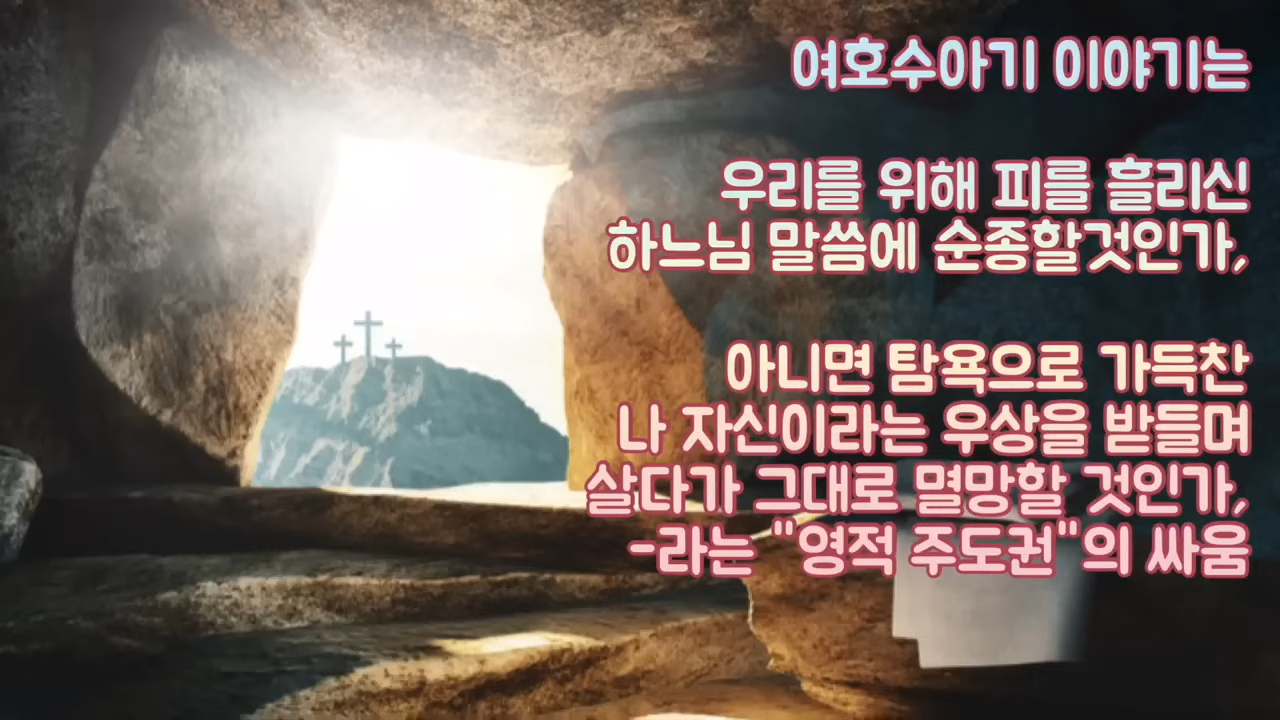 여호수아기 이야기는
우리를 위해 피를 흘리신
하느님 말씀에 순종할것인가,
아니면 탐욕으로 가득찬
나 자신이라는 우상을 받들며
살다가 그대로 멸망할 것인가,
-라는 "영적 주도권"의 싸움